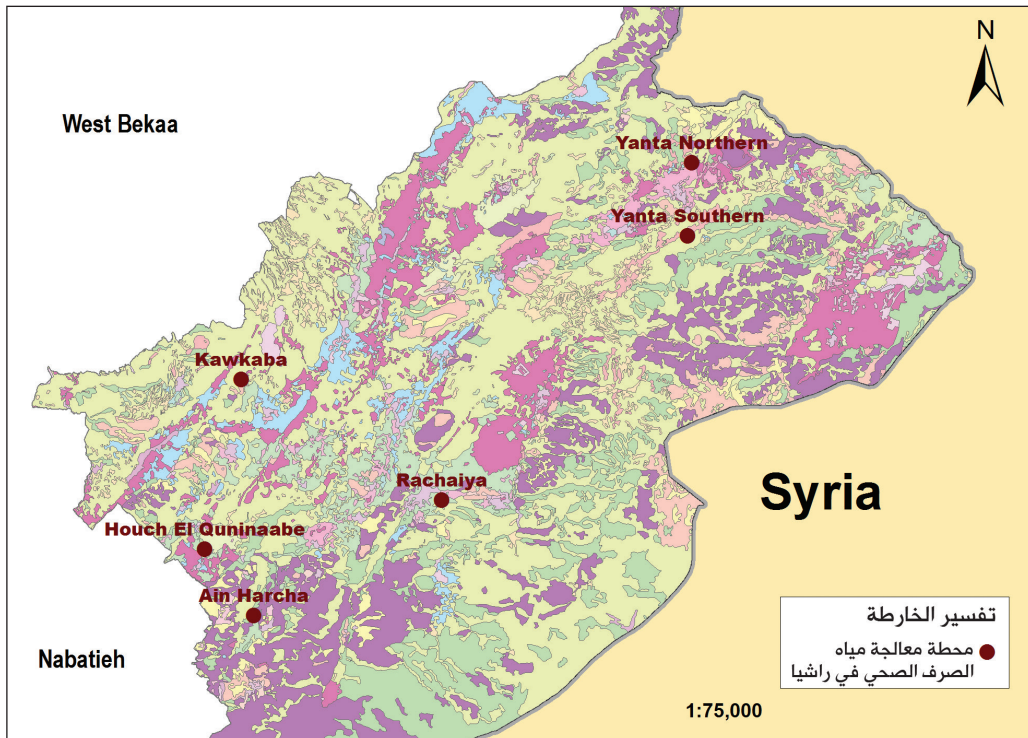 N
West Bekaa
Yanta Northern
Yanta Southern
Kawkaba
Rachaiya
Syria
Houch El Quninaabe
Ain Harcha
Nabatieh
تفسير الخارطة
محطة معالجة مياه
الصرف الصحي في راشيا
1:75,000